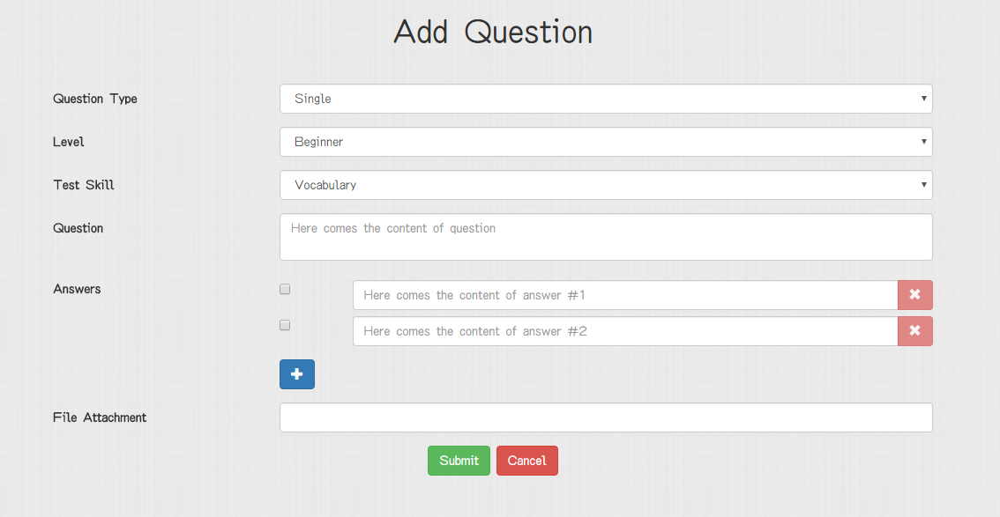 Add Question
Question Type
Single
Level
Beginner
Test Skill
Vocabulary
Question
Here comes the content of question
Answers
Here comes the content of answer #1
Here comes the content of answer #2
File Attachment
Submit
Cancel